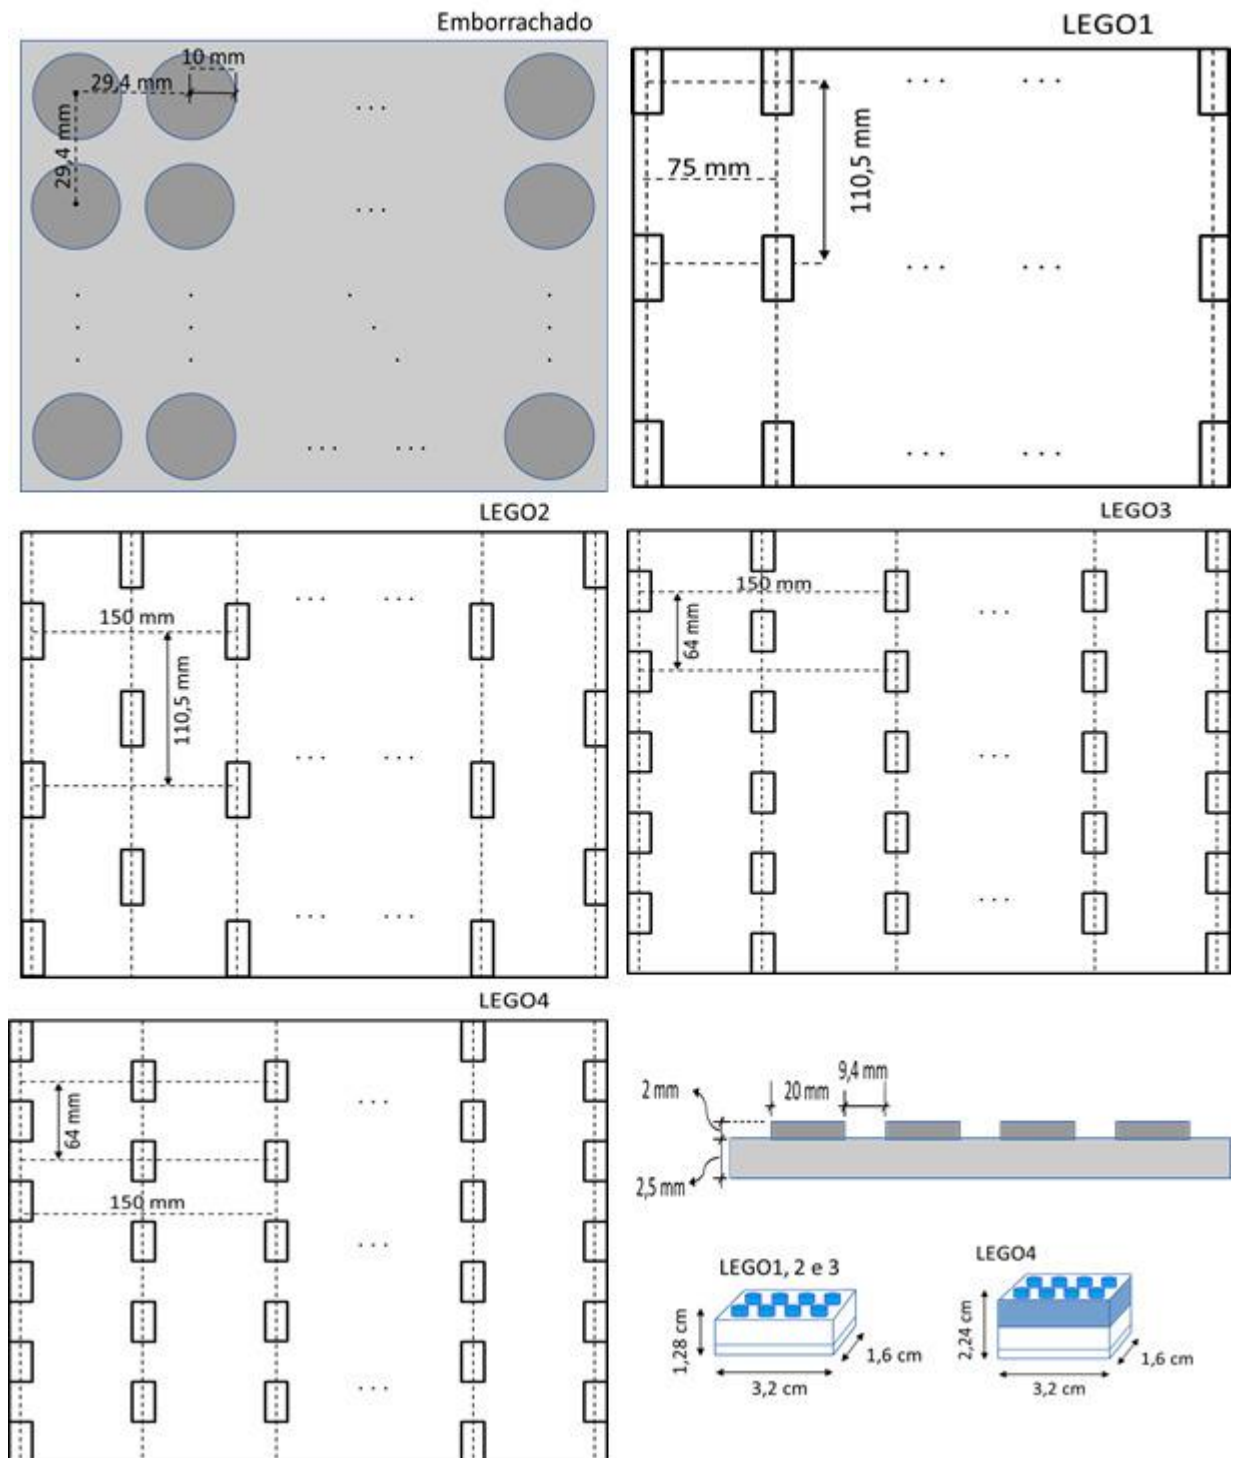 Emborrachado
10 mm
29,4 mm
29,4 mm
LEGO1
75 mm
110,5 mm
LEGO2
150 mm
110,5 mm
LEGO3
150 mm
64 mm
LEGO4
64 mm
150 mm
2 mm
20 mm
9,4 mm
2,5 mm
LEGO1, 2 e 3
1,28 cm
1,6 cm
3,2 cm
LEGO4
2,24 cm
1,6 cm
3,2 cm